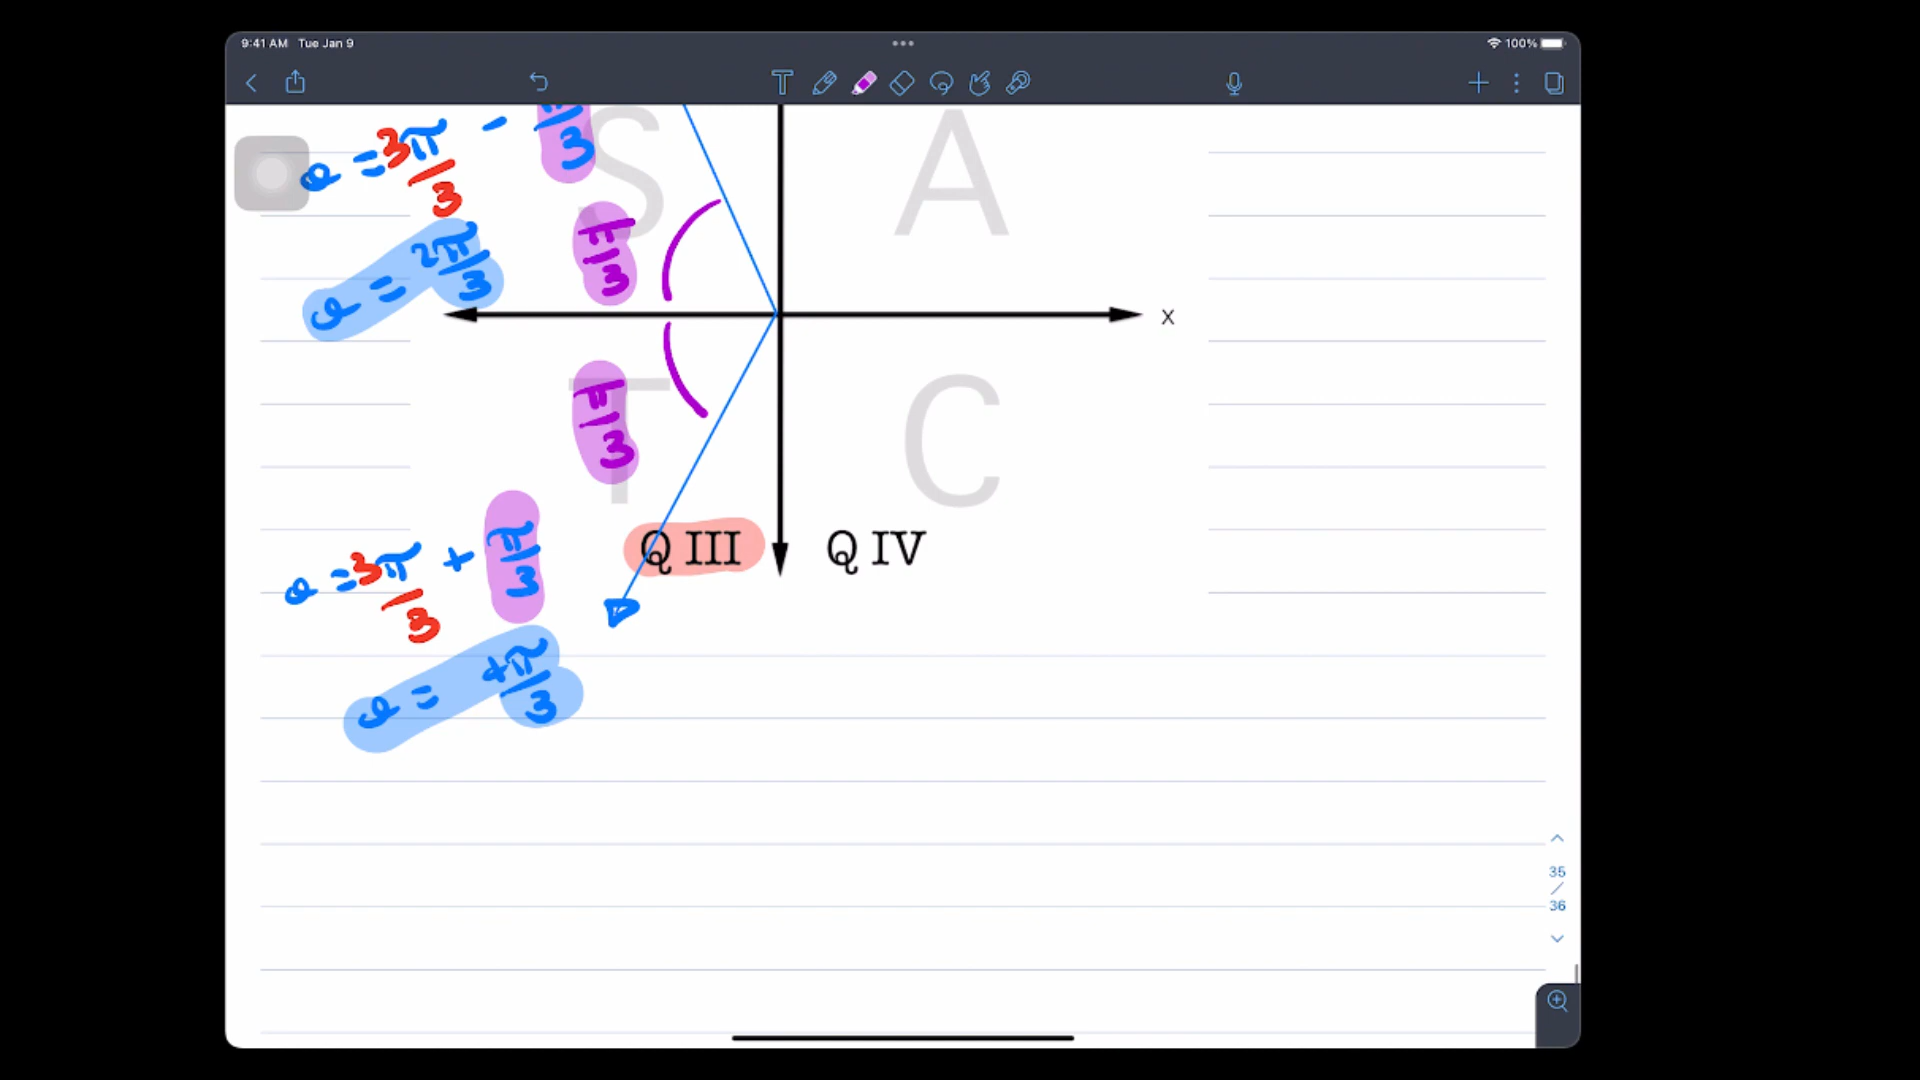 9:41 AM Tue Jan 9
100%
S A
θ = 3π/3 - π/3
π/3
θ = 2π/3
x
π/3
T C
Q III Q IV
θ = 3π/3 + π/3
θ = 4π/3
35
/
36